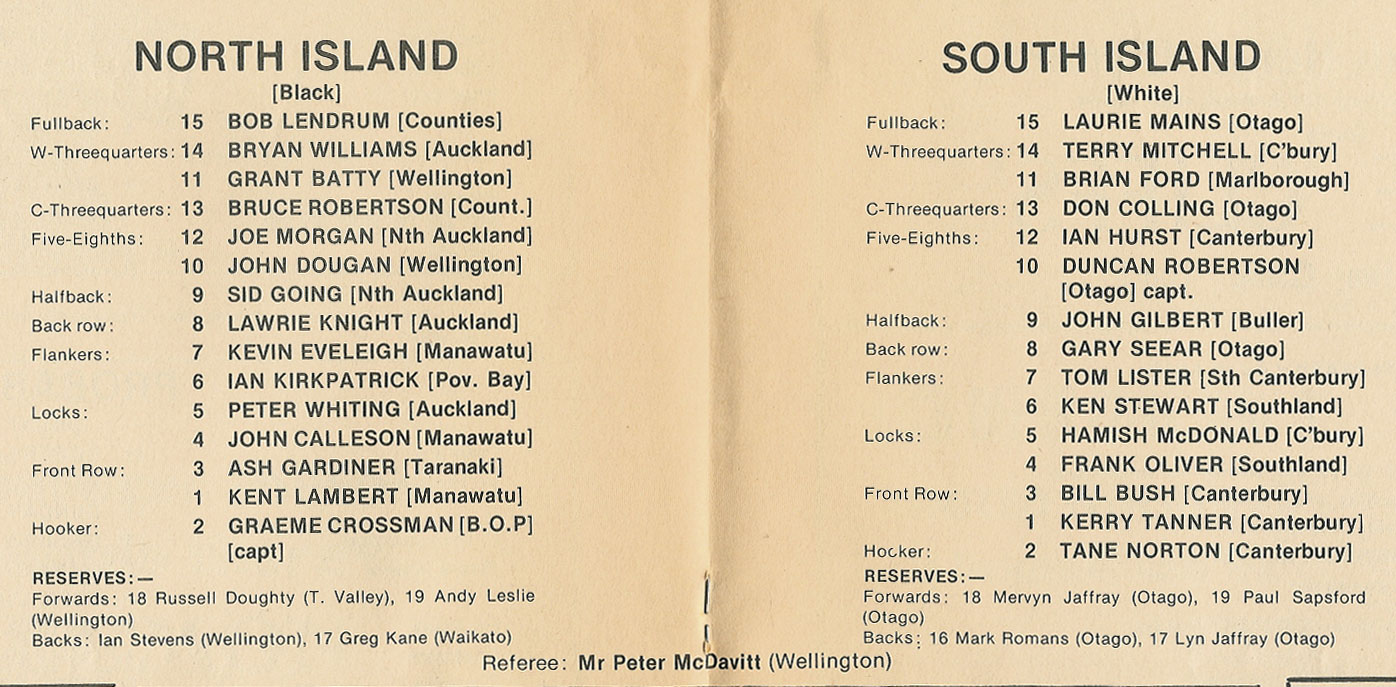 NORTH ISLAND
[Black]
Fullback: 15 BOB LENDRUM [Counties]
W-Threequarters: 14 BRYAN WILLIAMS [Auckland]
11 GRANT BATTY [Wellington]
C-Threequarters: 13 BRUCE ROBERTSON [Count.]
Five-Eighths: 12 JOE MORGAN [Nth Auckland]
10 JOHN DOUGAN [Wellington]
Halfback: 9 SID GOING [Nth Auckland]
Back row: 8 LAWRIE KNIGHT [Auckland]
Flankers: 7 KEVIN EVELEIGH [Manawatu]
6 IAN KIRKPATRICK [Pov. Bay]
Locks: 5 PETER WHITING [Auckland]
4 JOHN CALLESON [Manawatu]
Front Row: 3 ASH GARDINER [Taranaki]
1 KENT LAMBERT [Manawatu]
Hooker: 2 GRAEME CROSSMAN [B.O.P]
[capt]
RESERVES:—
Forwards: 18 Russell Doughty (T. Valley), 19 Andy Leslie
(Wellington)
Backs: Ian Stevens (Wellington), 17 Greg Kane (Waikato)
SOUTH ISLAND
[White]
Fullback: 15 LAURIE MAINS [Otago]
W-Threequarters: 14 TERRY MITCHELL [C'bury]
11 BRIAN FORD [Marlborough]
C-Threequarters: 13 DON COLLING [Otago]
Five-Eighths: 12 IAN HURST [Canterbury]
10 DUNCAN ROBERTSON
[Otago] capt.
Halfback: 9 JOHN GILBERT [Buller]
Back row: 8 GARY SEEAR [Otago]
Flankers: 7 TOM LISTER [Sth Canterbury]
6 KEN STEWART [Southland]
Locks: 5 HAMISH McDONALD [C'bury]
4 FRANK OLIVER [Southland]
Front Row: 3 BILL BUSH [Canterbury]
1 KERRY TANNER [Canterbury]
Hooker: 2 TANE NORTON [Canterbury]
RESERVES:—
Forwards: 18 Mervyn Jaffray (Otago), 19 Paul Sapsford
(Otago)
Backs: 16 Mark Romans (Otago), 17 Lyn Jaffray (Otago)
Referee: Mr Peter McDavitt (Wellington)